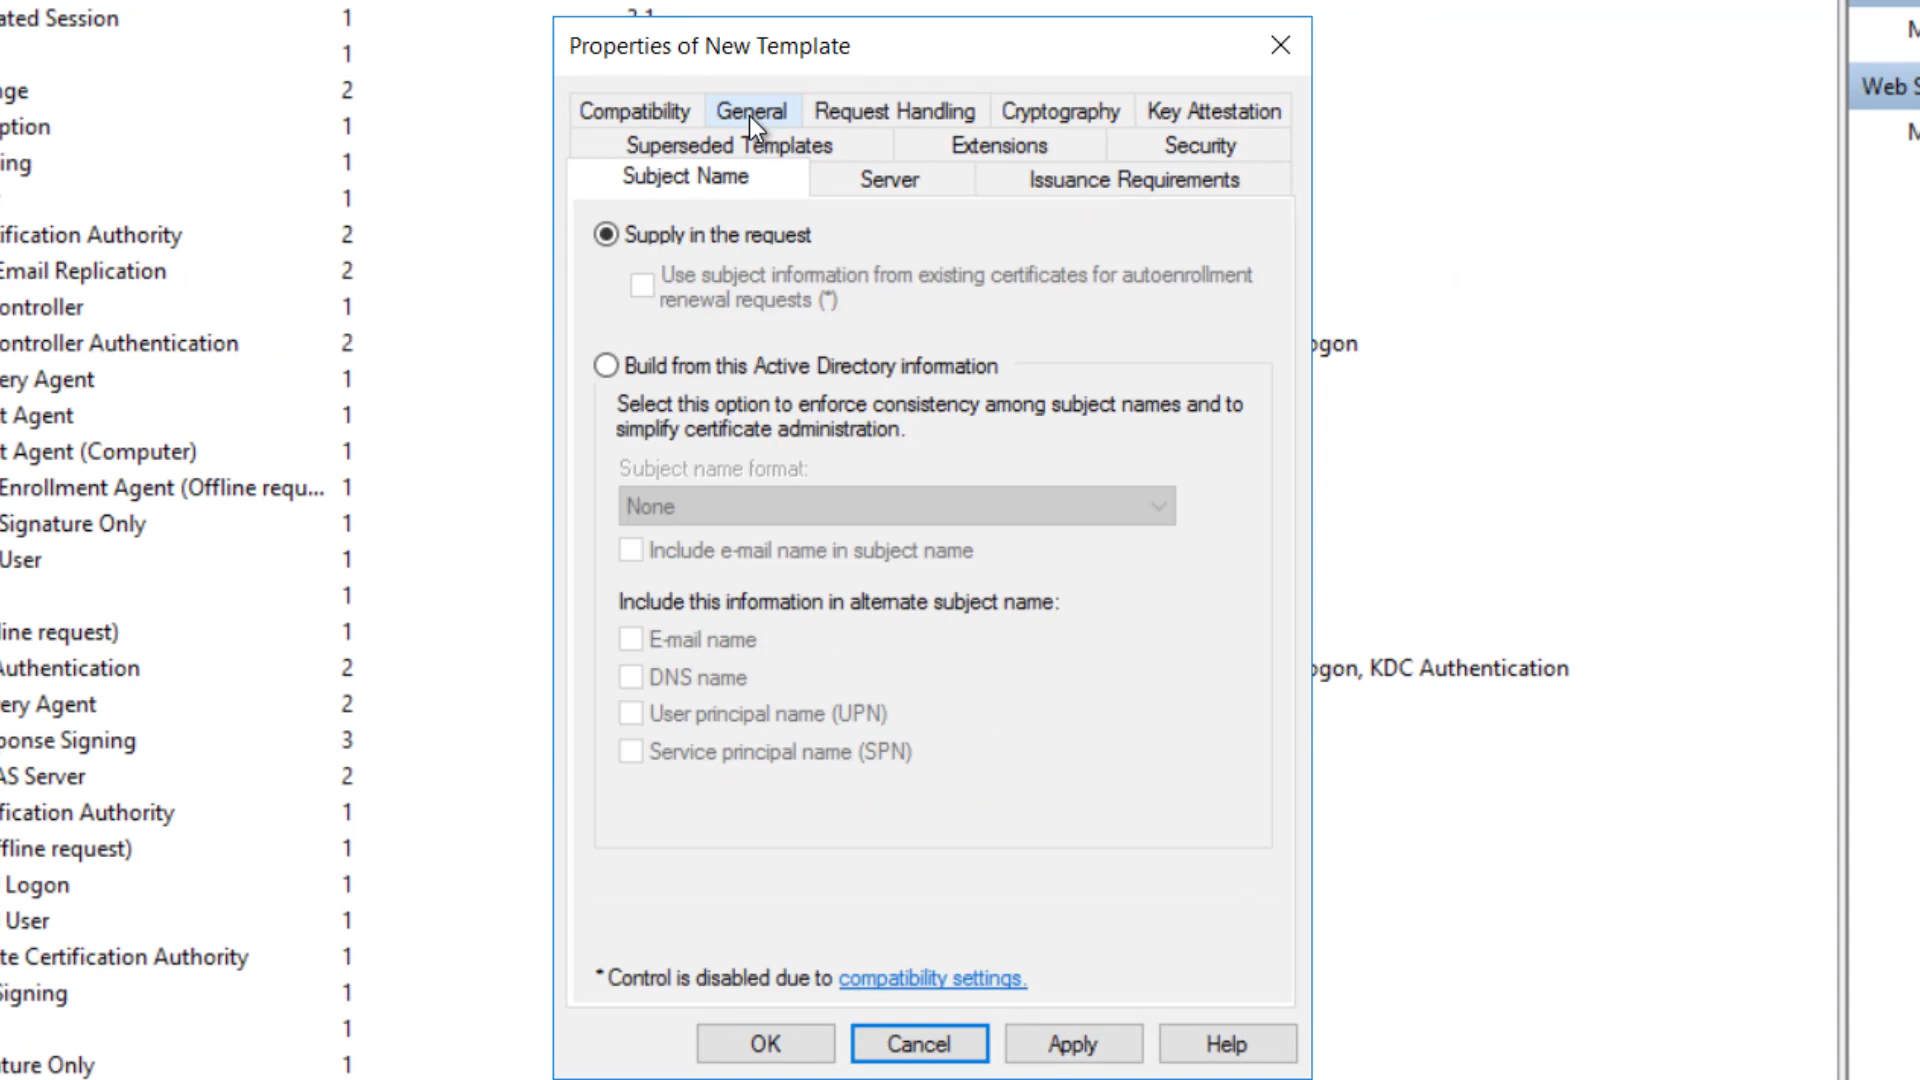 ated Session 1
1
nge 2
ption 1
ing 1
1
ification Authority 2
Email Replication 2
ontroller 1
ontroller Authentication 2
ery Agent 1
t Agent 1
t Agent (Computer) 1
Enrollment Agent (Offline requ... 1
Signature Only 1
User 1
1
line request) 1
Authentication 2
ery Agent 2
ponse Signing 3
AS Server 2
fication Authority 1
ffline request) 1
Logon 1
User 1
te Certification Authority 1
Signing 1
1
ture Only 1
Properties of New Template
Compatibility General Request Handling Cryptography Key Attestation
Superseded Templates Extensions Security
Subject Name Server Issuance Requirements
Supply in the request
Use subject information from existing certificates for autoenrollment
renewal requests (*)
Build from this Active Directory information
Select this option to enforce consistency among subject names and to
simplify certificate administration.
Subject name format:
None
Include e-mail name in subject name
Include this information in alternate subject name:
E-mail name
DNS name
User principal name (UPN)
Service principal name (SPN)
* Control is disabled due to compatibility settings.
OK Cancel Apply Help
ogon
ogon, KDC Authentication
M
Web S
M